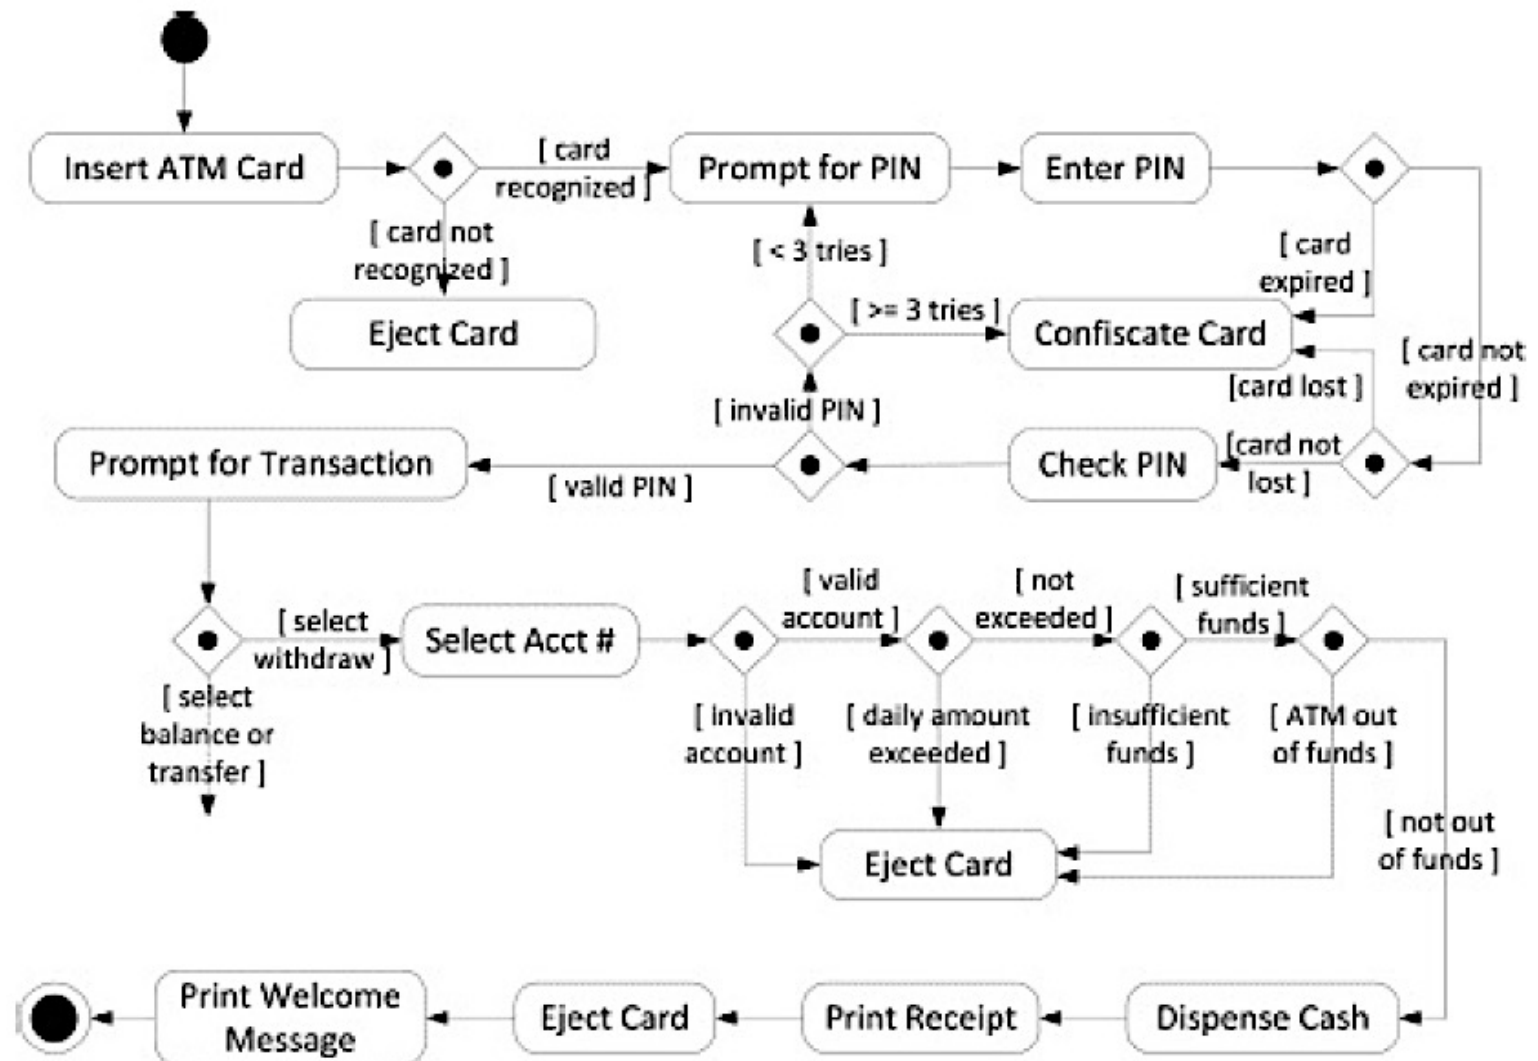 Insert ATM Card
[ card
recognized ]
Prompt for PIN
Enter PIN
[ card not
recognized ]
[ < 3 tries ]
[ card
expired ]
Eject Card
[ >= 3 tries ]
Confiscate Card
[ card not
expired ]
[card lost ]
[ invalid PIN ]
Prompt for Transaction
[ valid PIN ]
Check PIN
[card not
lost ]
[ select
withdraw ]
Select Acct #
[ valid
account ]
[ not
exceeded ]
[ sufficient
funds ]
[ select
balance or
transfer ]
[ invalid
account ]
[ daily amount
exceeded ]
[ insufficient
funds ]
[ ATM out
of funds ]
[ not out
of funds ]
Eject Card
Print Welcome
Message
Eject Card
Print Receipt
Dispense Cash